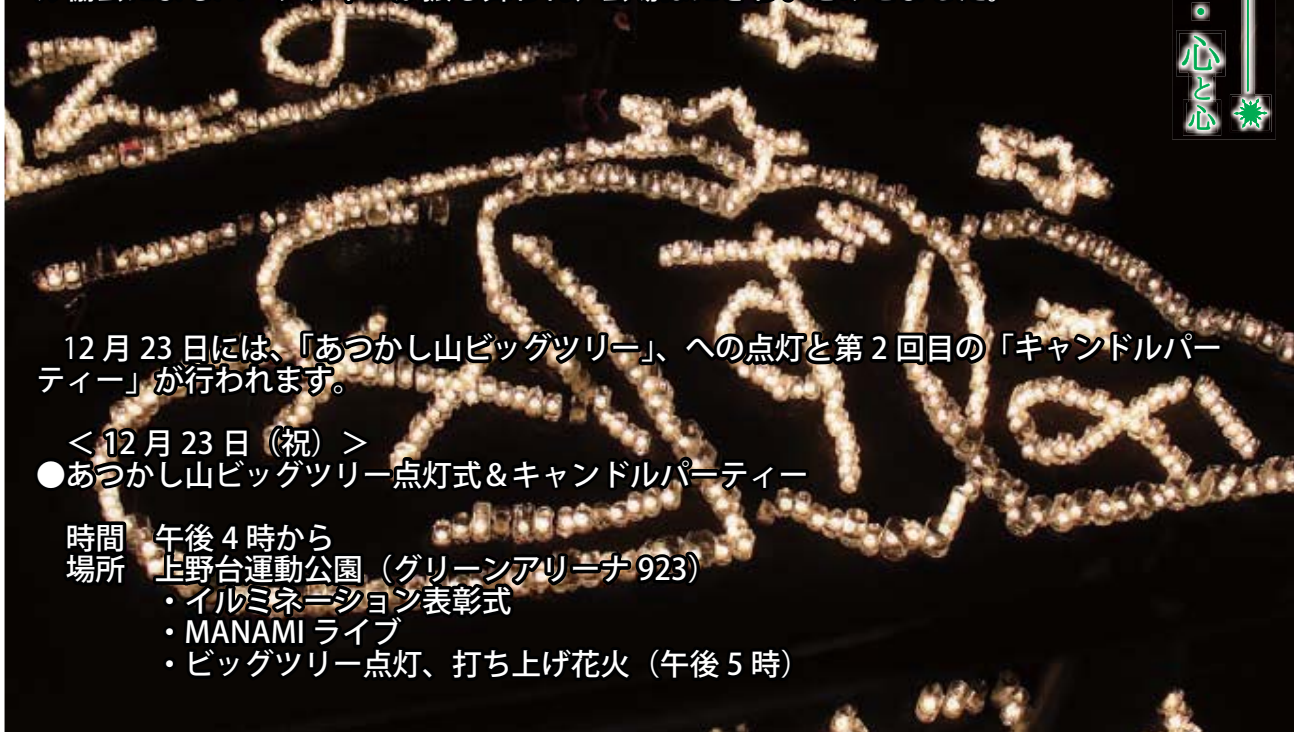 ・心と心
12 月 23 日には、「あつかし山ビッグツリー」、への点灯と第 2 回目の「キャンドルパー
ティー」が行われます。
＜ 12 月 23 日（祝）＞
●あつかし山ビッグツリー点灯式＆キャンドルパーティー
時間　午後 4 時から
場所　上野台運動公園（グリーンアリーナ 923）
・イルミネーション表彰式
・MANAMI ライブ
・ビッグツリー点灯、打ち上げ花火（午後 5 時）